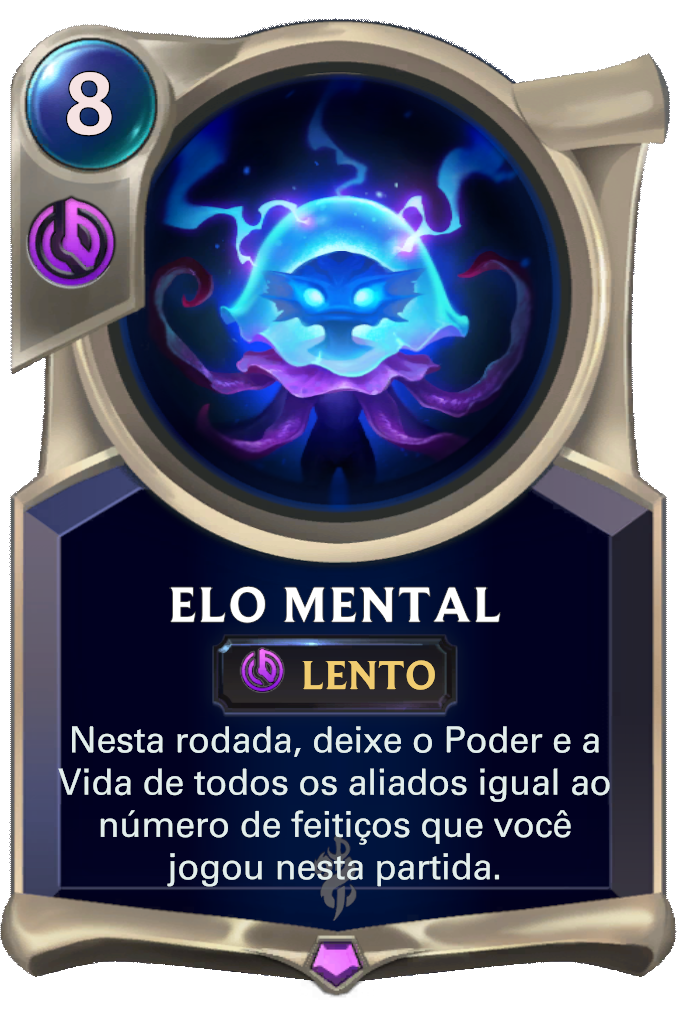 8
ELO MENTAL
LENTO
Nesta rodada, deixe o Poder e a
Vida de todos os aliados igual ao
número de feitiços que você
jogou nesta partida.